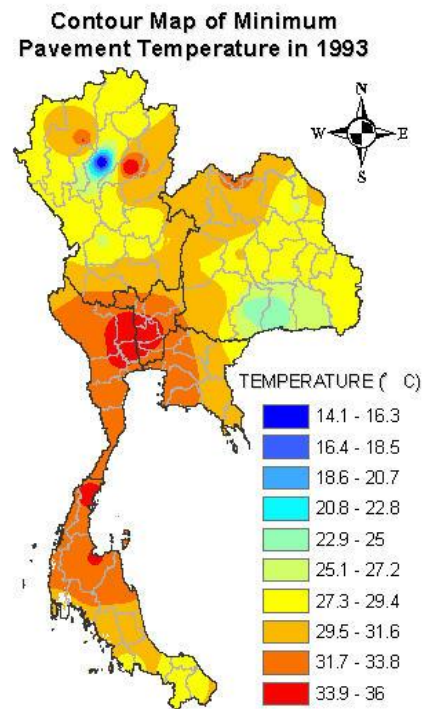 Contour Map of Minimum
Pavement Temperature in 1993
N
W E
S
TEMPERATURE (° C)
14.1 - 16.3
16.4 - 18.5
18.6 - 20.7
20.8 - 22.8
22.9 - 25
25.1 - 27.2
27.3 - 29.4
29.5 - 31.6
31.7 - 33.8
33.9 - 36